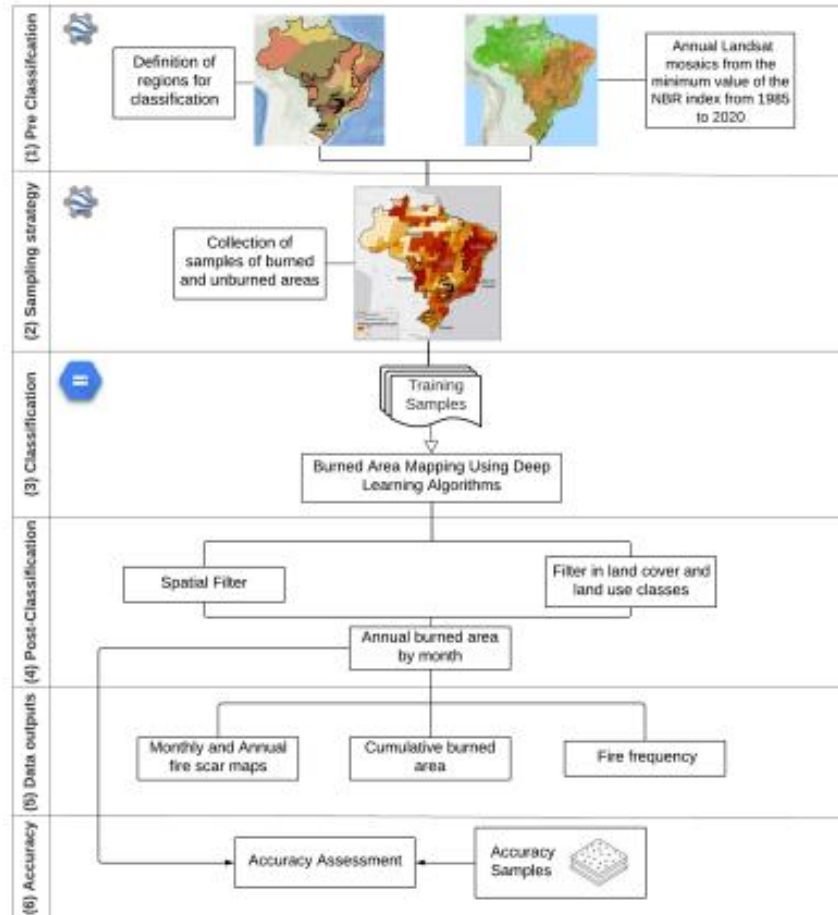 (1) Pre Classification
Definition of
regions for
classification
Annual Landsat
mosaics from the
minimum value of the
NBR index from 1985
to 2020
(2) Sampling strategy
Collection of
samples of burned
and unburned areas
(3) Classification
Training
Samples
Burned Area Mapping Using Deep
Learning Algorithms
(4) Post-Classification
Spatial Filter
Filter in land cover and
land use classes
Annual burned area
by month
(5) Data outputs
Monthly and Annual
fire scar maps
Cumulative burned
area
Fire frequency
(6) Accuracy
Accuracy Assessment
Accuracy
Samples